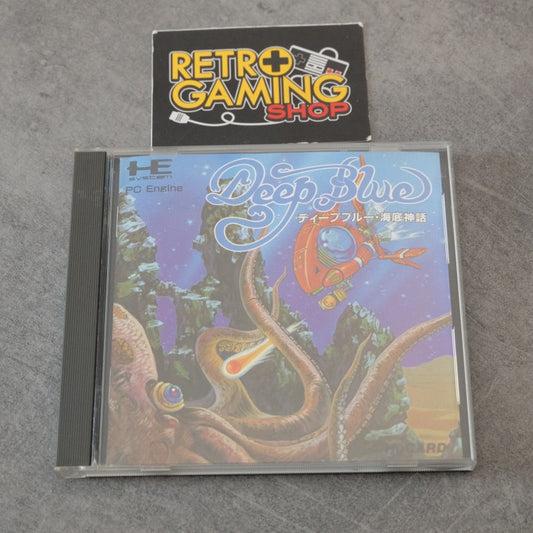 RETRO
GAMING
SHOP
HE
system
PC Engine
Deep Blue
ディープブルー・海底神話
HuCARD